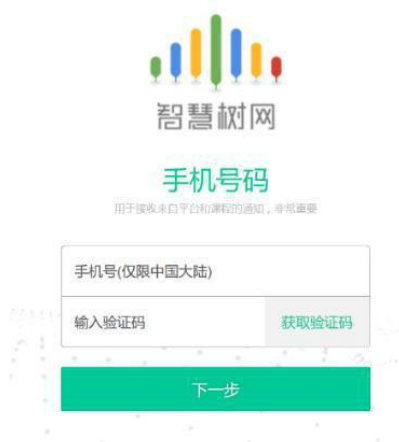 智慧树网
手机号码
用于接收来自平台和课程的通知，非常重要
手机号(仅限中国大陆)
输入验证码 获取验证码
下一步